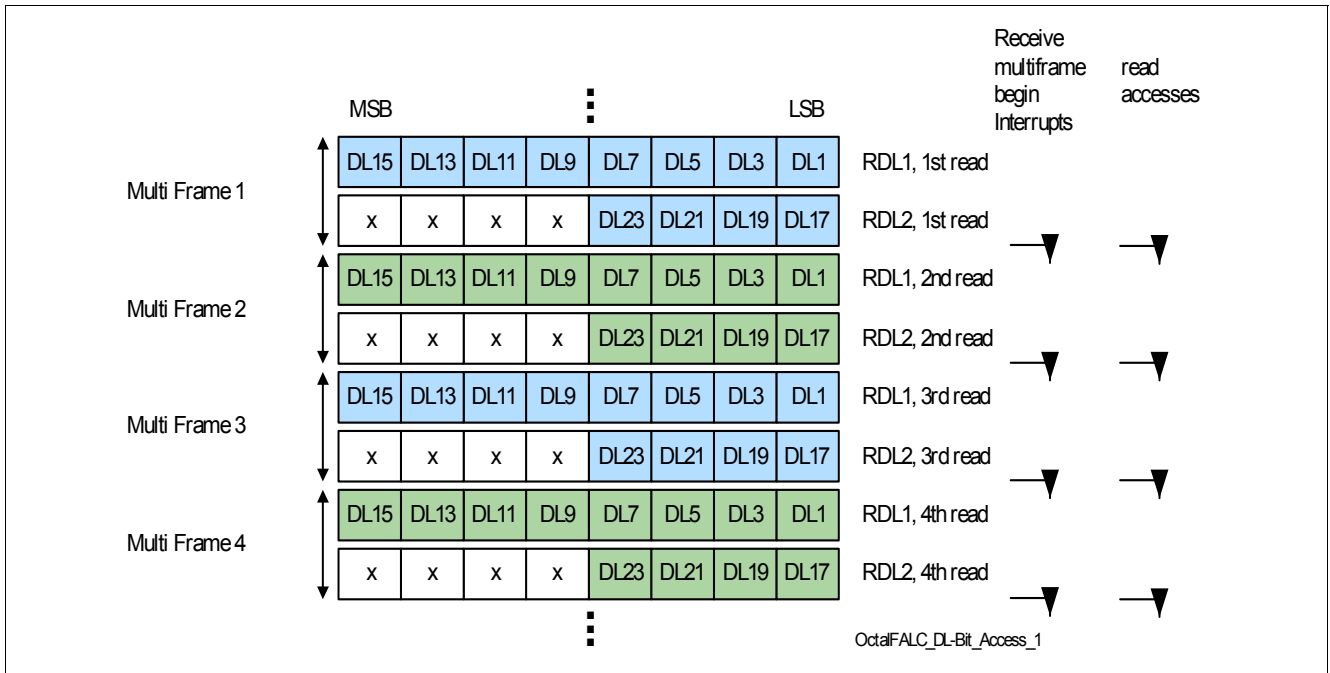 Receive
multiframe read
begin accesses
Interrupts
MSB LSB
DL15 DL13 DL11 DL9 DL7 DL5 DL3 DL1 RDL1, 1st read
Multi Frame 1
x x x x DL23 DL21 DL19 DL17 RDL2, 1st read
DL15 DL13 DL11 DL9 DL7 DL5 DL3 DL1 RDL1, 2nd read
Multi Frame 2
x x x x DL23 DL21 DL19 DL17 RDL2, 2nd read
DL15 DL13 DL11 DL9 DL7 DL5 DL3 DL1 RDL1, 3rd read
Multi Frame 3
x x x x DL23 DL21 DL19 DL17 RDL2, 3rd read
DL15 DL13 DL11 DL9 DL7 DL5 DL3 DL1 RDL1, 4th read
Multi Frame 4
x x x x DL23 DL21 DL19 DL17 RDL2, 4th read
OctalFALC_DL-Bit_Access_1